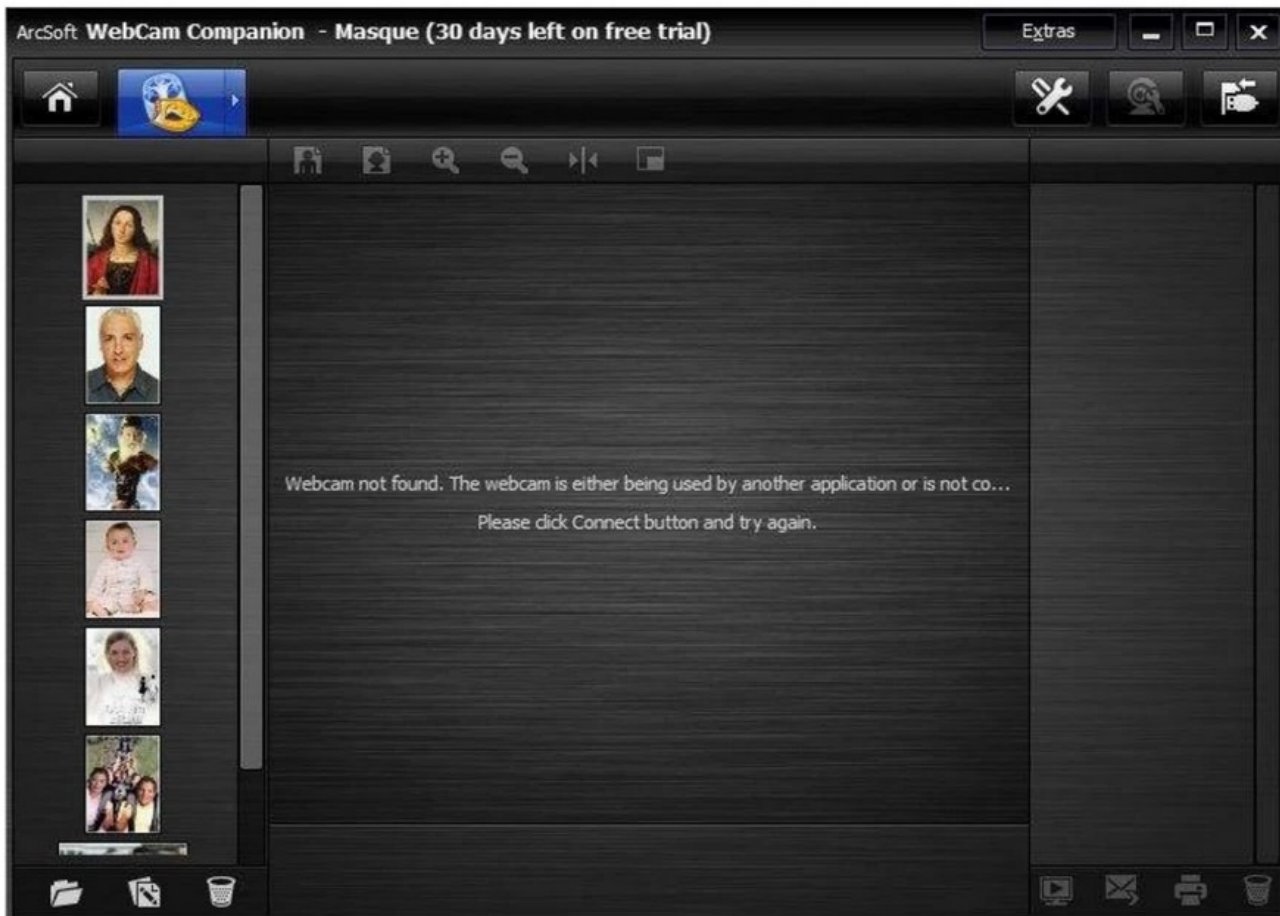 ArcSoft WebCam Companion - Masque (30 days left on free trial)
Extras
Webcam not found. The webcam is either being used by another application or is not co...
Please click Connect button and try again.